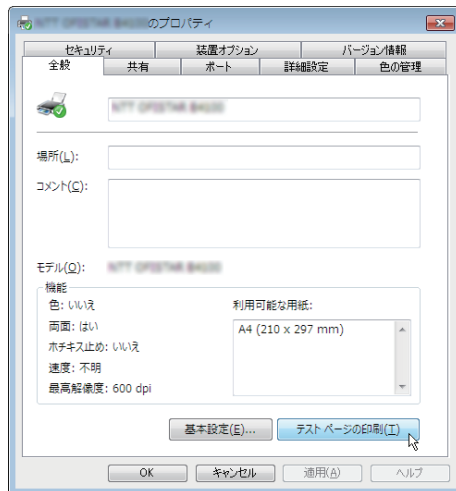 のプロパティ
セキュリティ 装置オプション バージョン情報
全般 共有 ポート 詳細設定 色の管理
場所(L):
コメント(C):
モデル(O):
機能
色: いいえ 利用可能な用紙:
両面: はい A4 (210 x 297 mm)
ホチキス止め: いいえ
速度: 不明
最高解像度: 600 dpi
基本設定(E)... テスト ページの印刷(T)
OK キャンセル 適用(A) ヘルプ